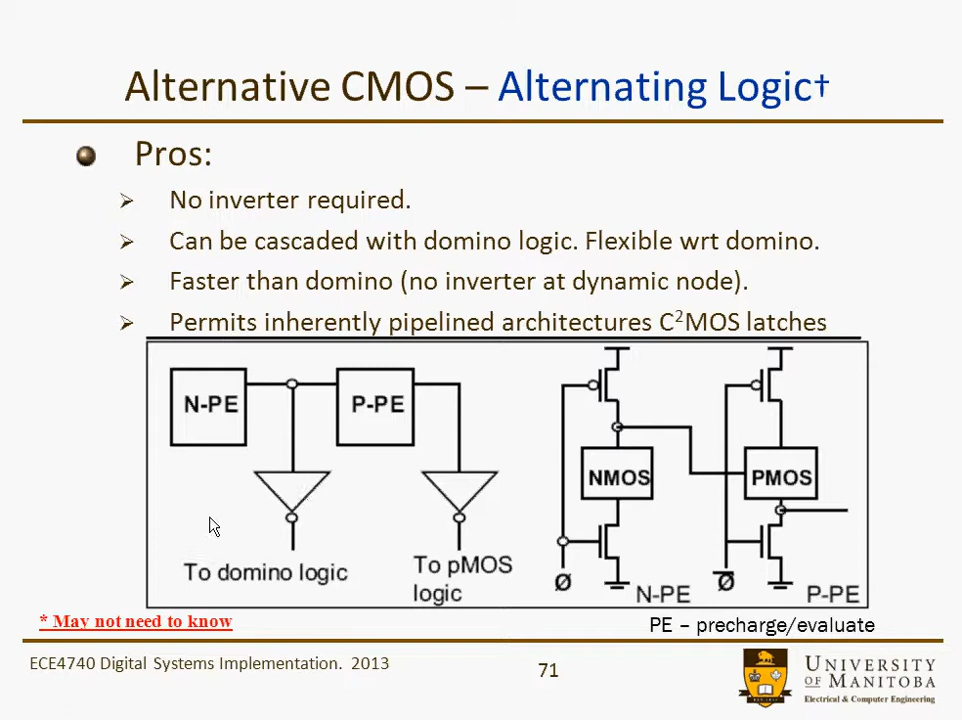 Alternative CMOS – Alternating Logic†
Pros:
No inverter required.
Can be cascaded with domino logic. Flexible wrt domino.
Faster than domino (no inverter at dynamic node).
Permits inherently pipelined architectures C²MOS latches
N-PE
P-PE
NMOS
PMOS
To domino logic
To pMOS
logic
Ø
N-PE
Ø̅
P-PE
* May not need to know
PE – precharge/evaluate
ECE4740 Digital Systems Implementation. 2013
71
UNIVERSITY
OF MANITOBA
Electrical & Computer Engineering